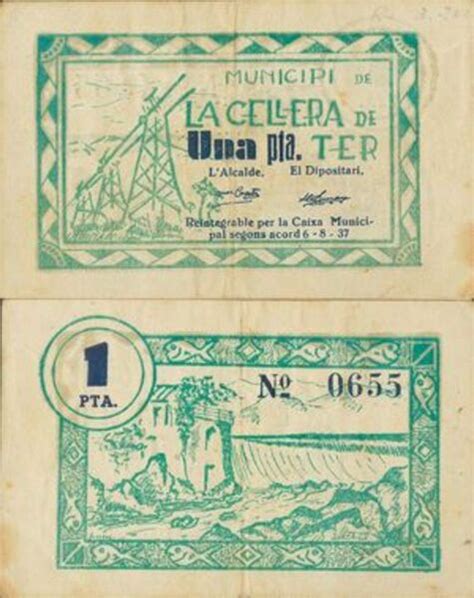 MUNICIPI DE
LA CELLERA DE
Una pta. TER
L'Alcalde, El Dipositari,
Reintegrable per la Caixa Munici-
pal segons acord 6 - 8 - 37
1
PTA.
Nº 0655